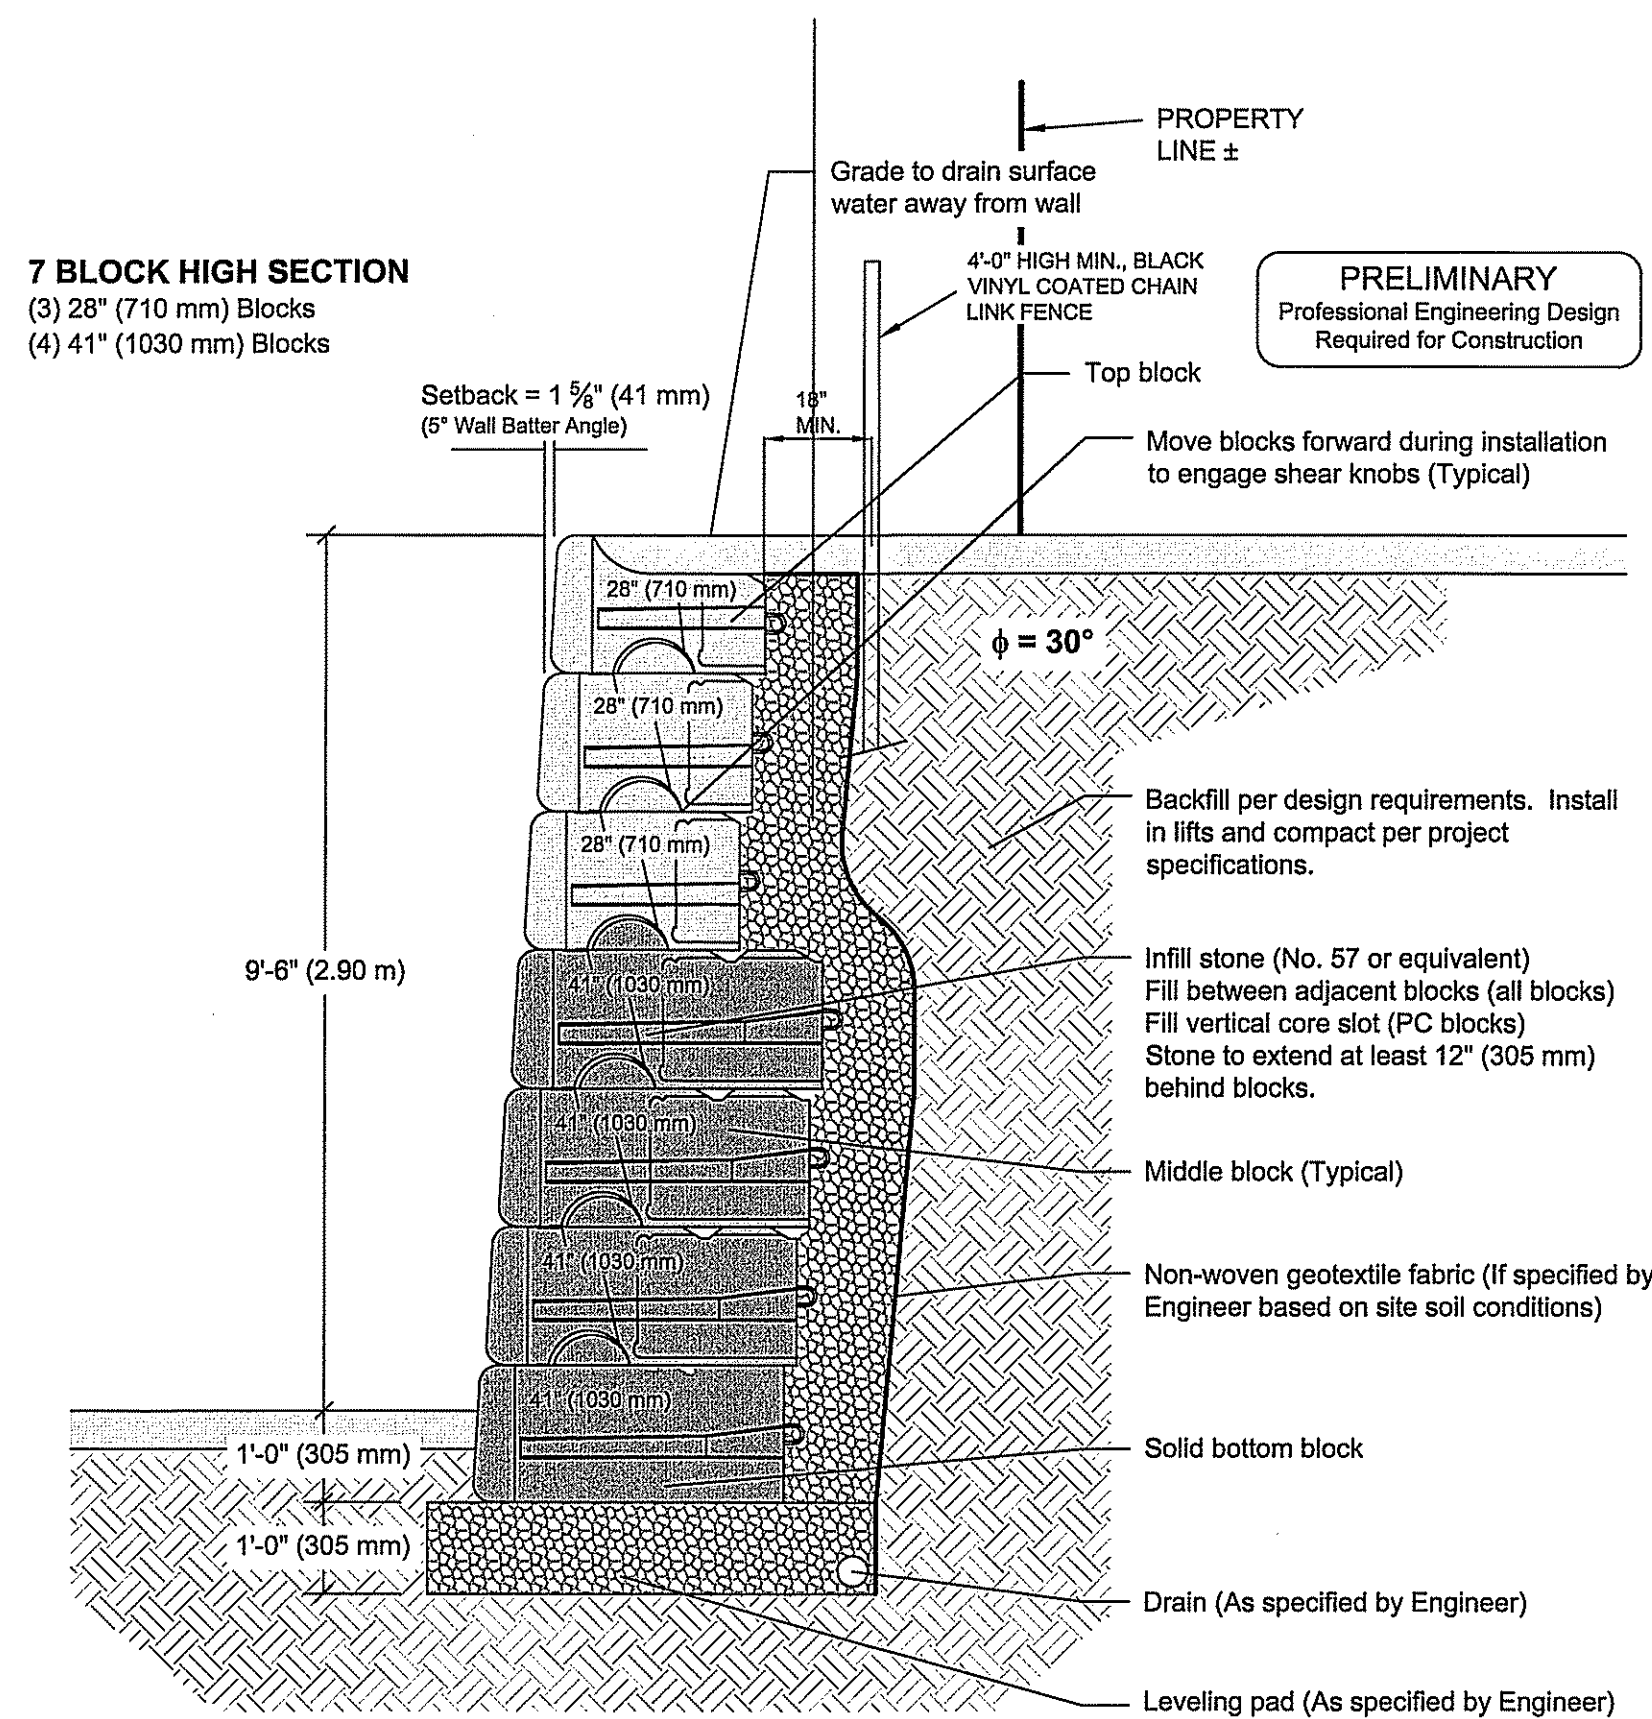 PROPERTY
LINE ±
Grade to drain surface
water away from wall
7 BLOCK HIGH SECTION
(3) 28" (710 mm) Blocks
(4) 41" (1030 mm) Blocks
4'-0" HIGH MIN., BLACK
VINYL COATED CHAIN
LINK FENCE
PRELIMINARY
Professional Engineering Design
Required for Construction
Top block
Setback = 1 ⅝" (41 mm)
(5° Wall Batter Angle)
18"
MIN.
Move blocks forward during installation
to engage shear knobs (Typical)
28" (710 mm)
ϕ = 30°
28" (710 mm)
Backfill per design requirements. Install
in lifts and compact per project
specifications.
28" (710 mm)
9'-6" (2.90 m)
Infill stone (No. 57 or equivalent)
Fill between adjacent blocks (all blocks)
Fill vertical core slot (PC blocks)
Stone to extend at least 12" (305 mm)
behind blocks.
41" (1030 mm)
41" (1030 mm)
Middle block (Typical)
41" (1030 mm)
Non-woven geotextile fabric (If specified by
Engineer based on site soil conditions)
41" (1030 mm)
1'-0" (305 mm)
Solid bottom block
1'-0" (305 mm)
Drain (As specified by Engineer)
Leveling pad (As specified by Engineer)